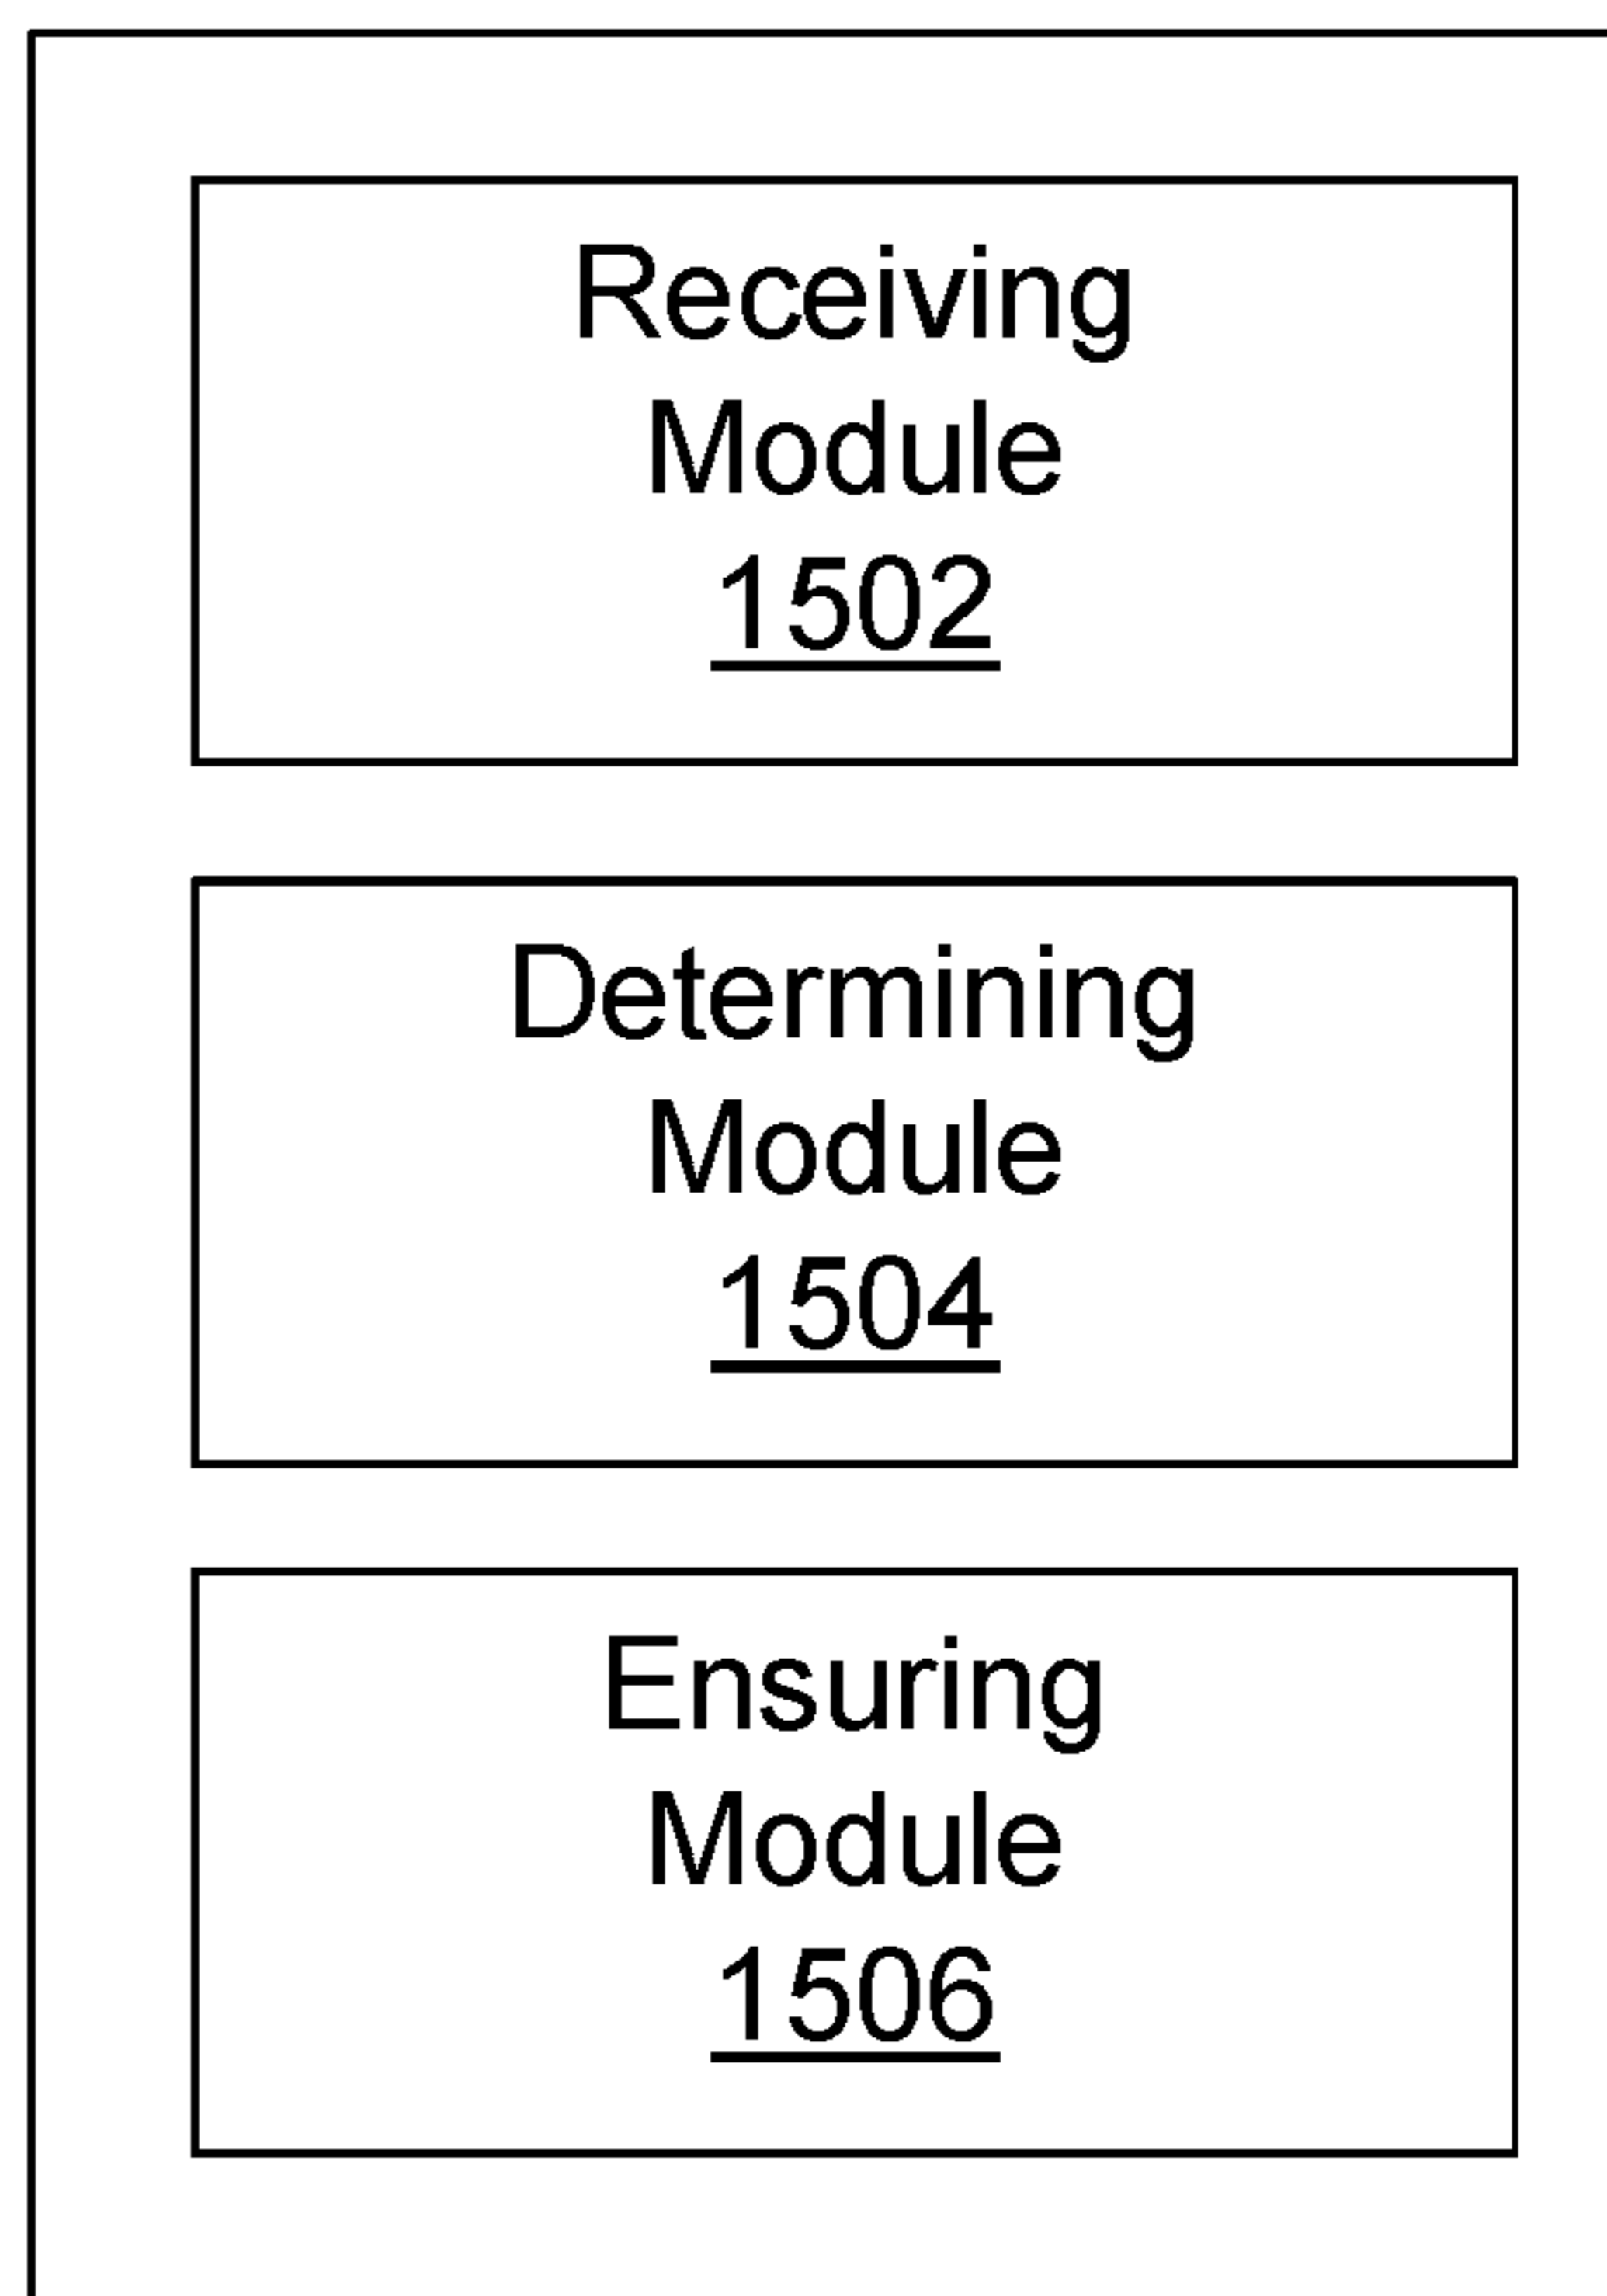 Receiving
Module
1502
Determining
Module
1504
Ensuring
Module
1506